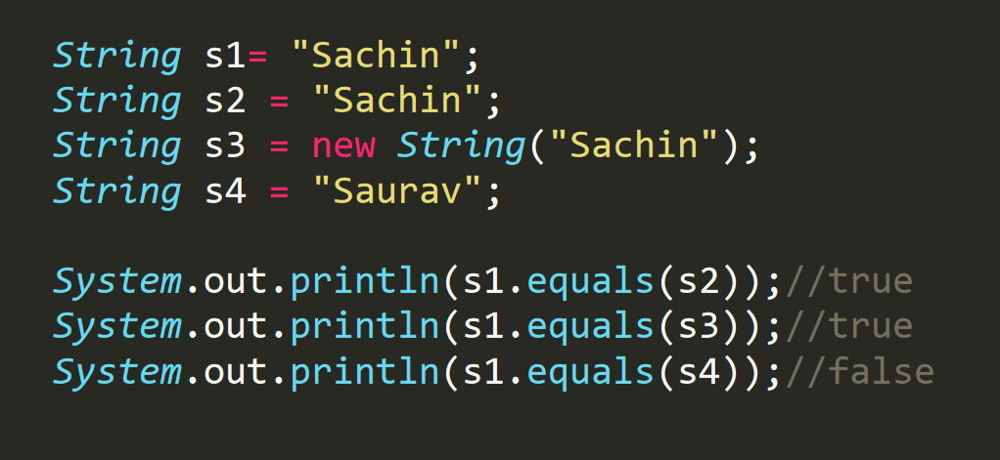 String s1= "Sachin";
String s2 = "Sachin";
String s3 = new String("Sachin");
String s4 = "Saurav";
System.out.println(s1.equals(s2));//true
System.out.println(s1.equals(s3));//true
System.out.println(s1.equals(s4));//false